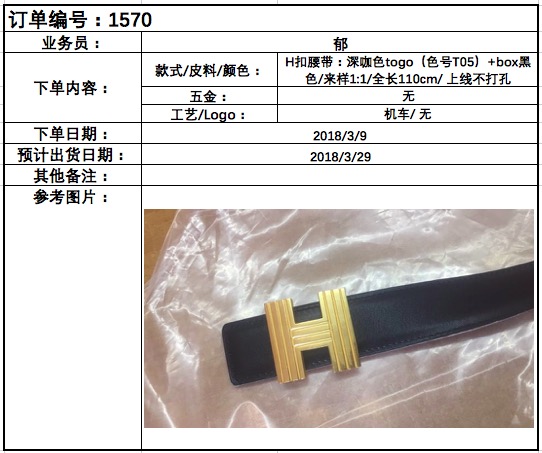 订单编号：1570
业务员： 郁
下单内容： 款式/皮料/颜色： H扣腰带：深咖色togo（色号T05）+box黑
色/来样1:1/全长110cm/ 上线不打孔
五金： 无
工艺/Logo： 机车/ 无
下单日期： 2018/3/9
预计出货日期： 2018/3/29
其他备注：
参考图片：